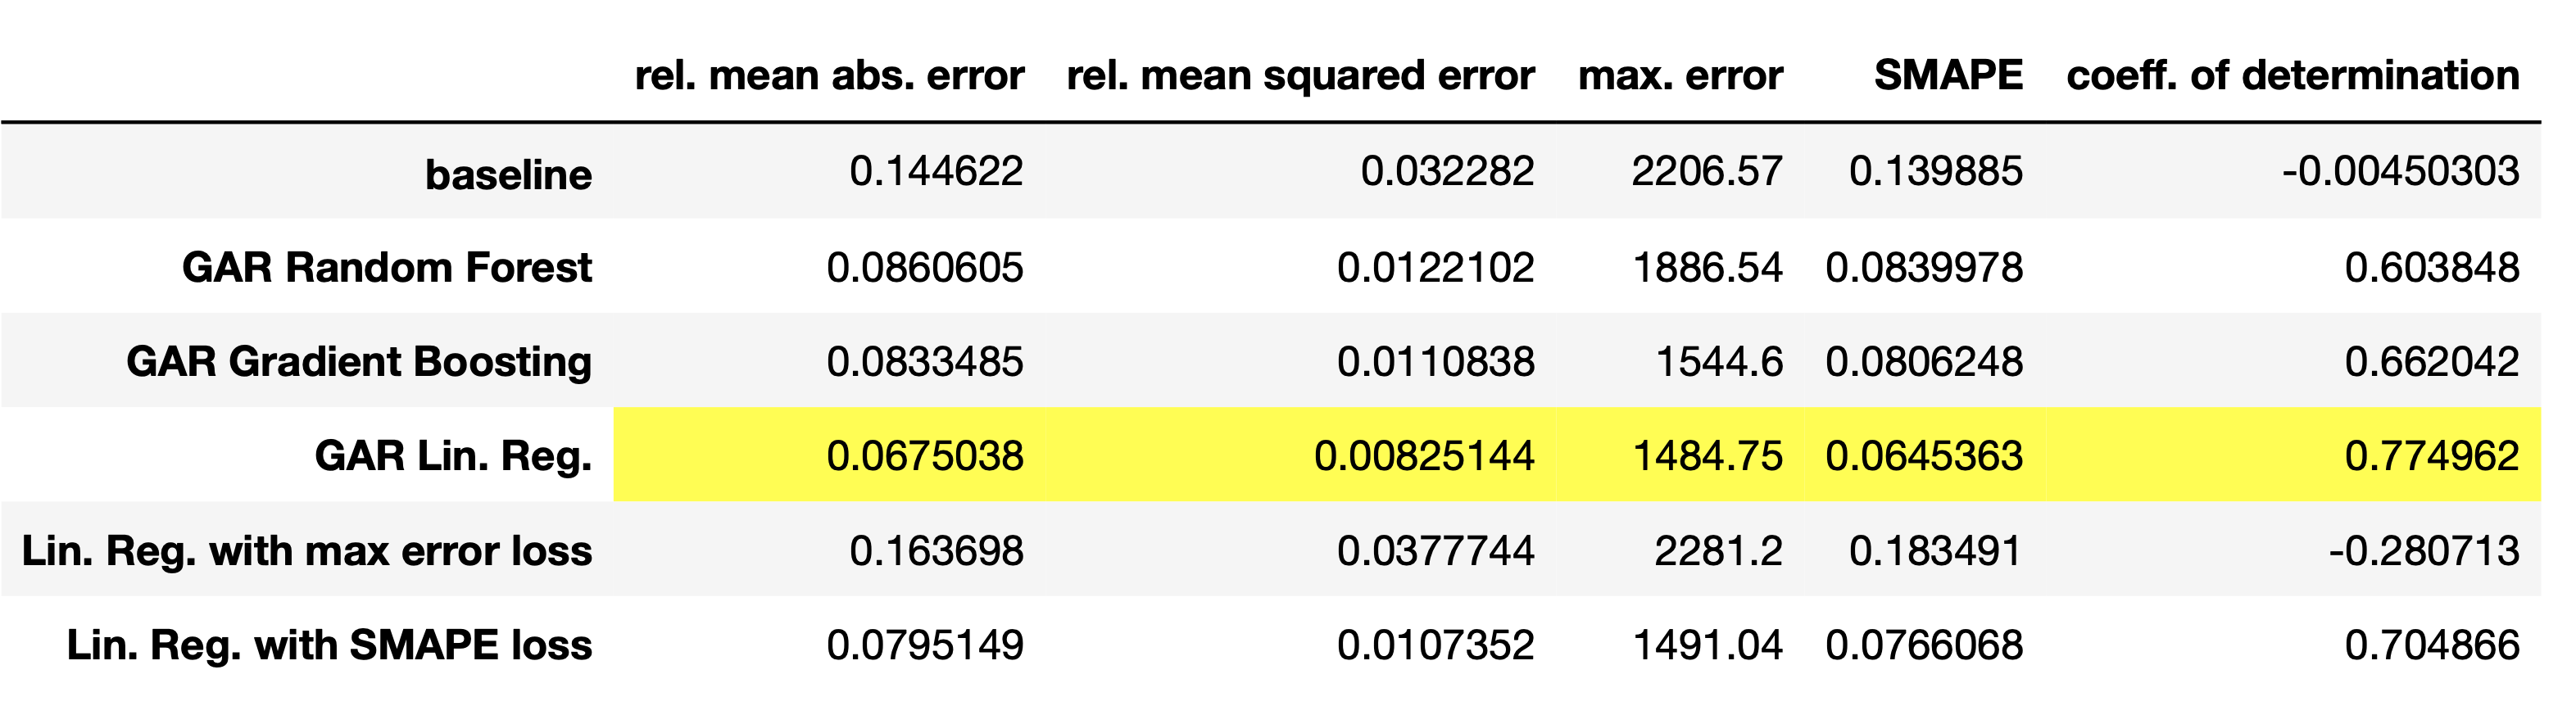 rel. mean abs. error rel. mean squared error max. error SMAPE coeff. of determination
baseline 0.144622 0.032282 2206.57 0.139885 -0.00450303
GAR Random Forest 0.0860605 0.0122102 1886.54 0.0839978 0.603848
GAR Gradient Boosting 0.0833485 0.0110838 1544.6 0.0806248 0.662042
GAR Lin. Reg. 0.0675038 0.00825144 1484.75 0.0645363 0.774962
Lin. Reg. with max error loss 0.163698 0.0377744 2281.2 0.183491 -0.280713
Lin. Reg. with SMAPE loss 0.0795149 0.0107352 1491.04 0.0766068 0.704866